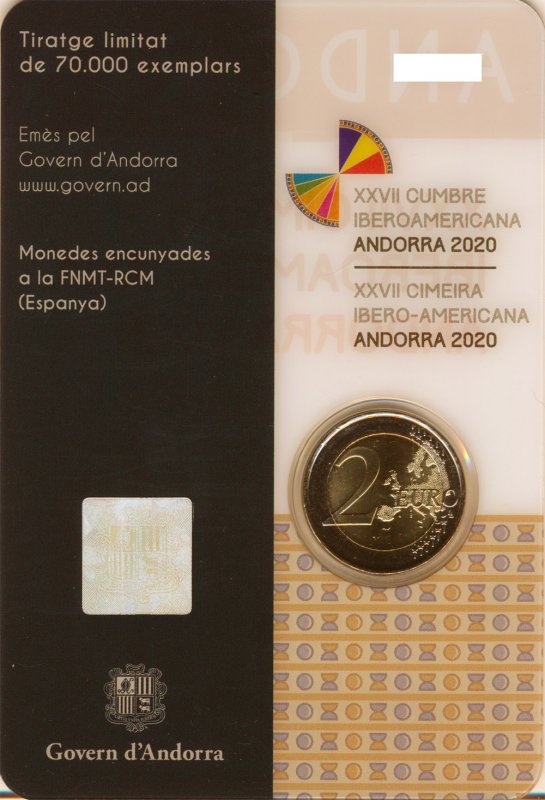 Tiratge limitat
de 70.000 exemplars
Emès pel
Govern d'Andorra
www.govern.ad
Monedes encunyades
a la FNMT-RCM
(Espanya)
XXVII CUMBRE
IBEROAMERICANA
ANDORRA 2020
XXVII CIMEIRA
IBERO-AMERICANA
ANDORRA 2020
2 EURO
Govern d'Andorra